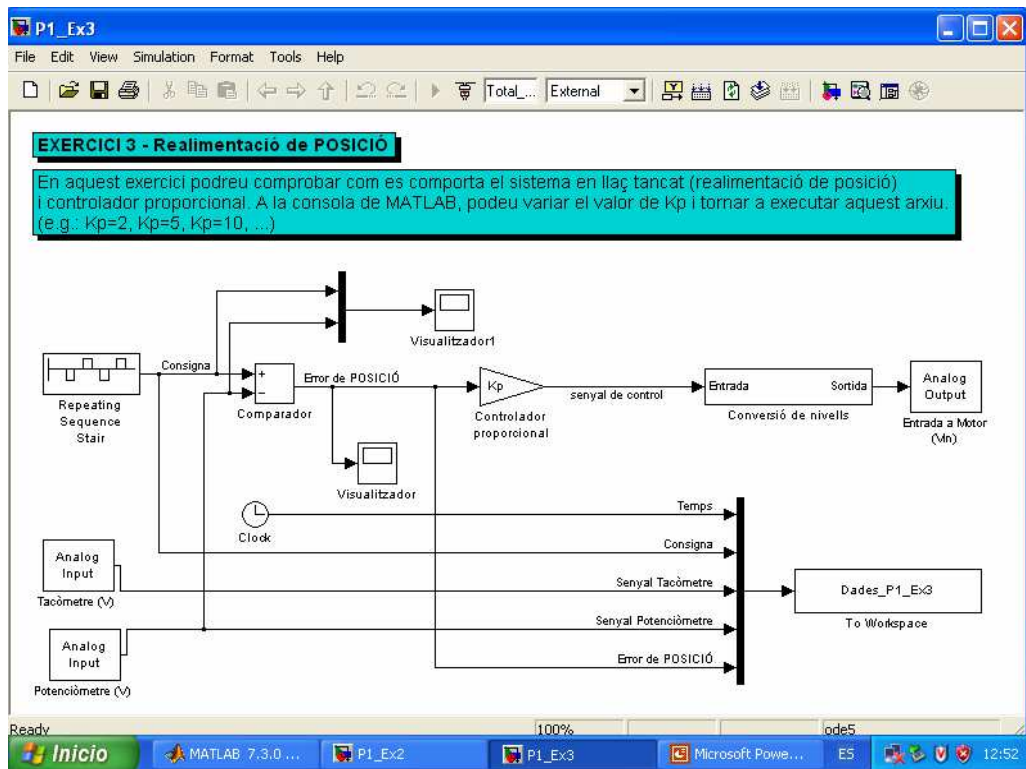 P1_Ex3
File Edit View Simulation Format Tools Help
Total_... External
EXERCICI 3 - Realimentació de POSICIÓ
En aquest exercici podreu comprobar com es comporta el sistema en llaç tancat (realimentació de posició)
i controlador proporcional. A la consola de MATLAB, podeu variar el valor de Kp i tornar a executar aquest arxiu.
(e.g.: Kp=2, Kp=5, Kp=10, ...)
Visualitzador1
Consigna
Repeating
Sequence
Stair
+
−
Comparador
Error de POSICIÓ
Kp
Controlador
proporcional
senyal de control
Entrada Sortida
Conversió de nivells
Analog
Output
Entrada a Motor
(Vin)
Visualitzador
Clock
Temps
Consigna
Analog
Input
Tacòmetre (V)
Senyal Tacòmetre
Dades_P1_Ex3
To Workspace
Senyal Potenciòmetre
Analog
Input
Potenciòmetre (V)
Error de POSICIÓ
Ready 100% ode5
Inicio MATLAB 7.3.0 ... P1_Ex2 P1_Ex3 Microsoft Powe... ES 12:52